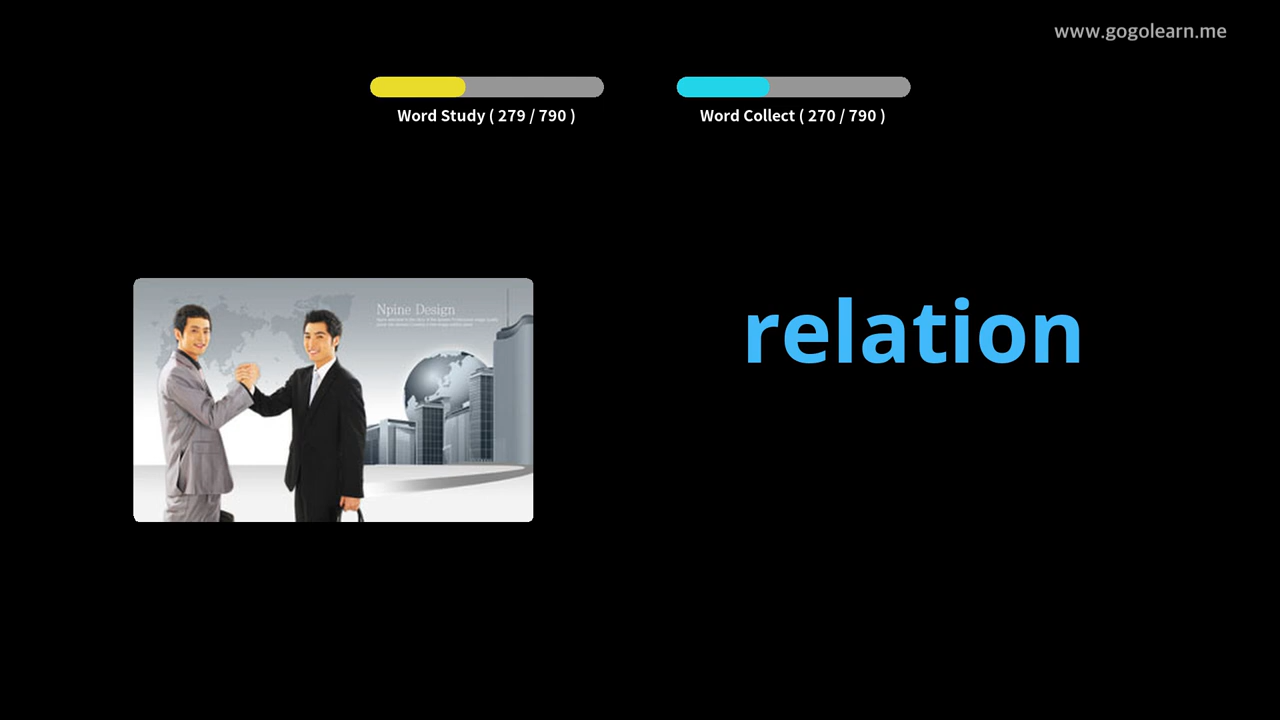 www.gogolearn.me
Word Study ( 279 / 790 )
Word Collect ( 270 / 790 )
Npine Design
relation